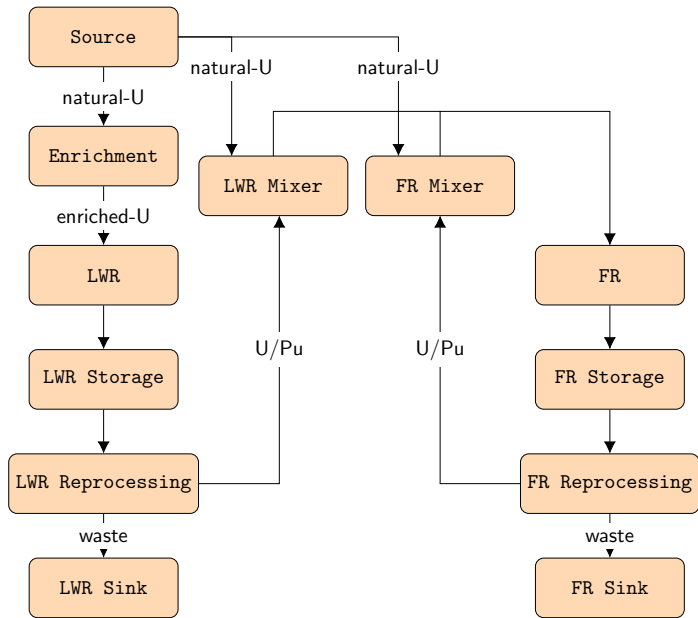 Source
natural-U
natural-U
natural-U
Enrichment
LWR Mixer
FR Mixer
enriched-U
LWR
FR
U/Pu
U/Pu
LWR Storage
FR Storage
LWR Reprocessing
FR Reprocessing
waste
waste
LWR Sink
FR Sink